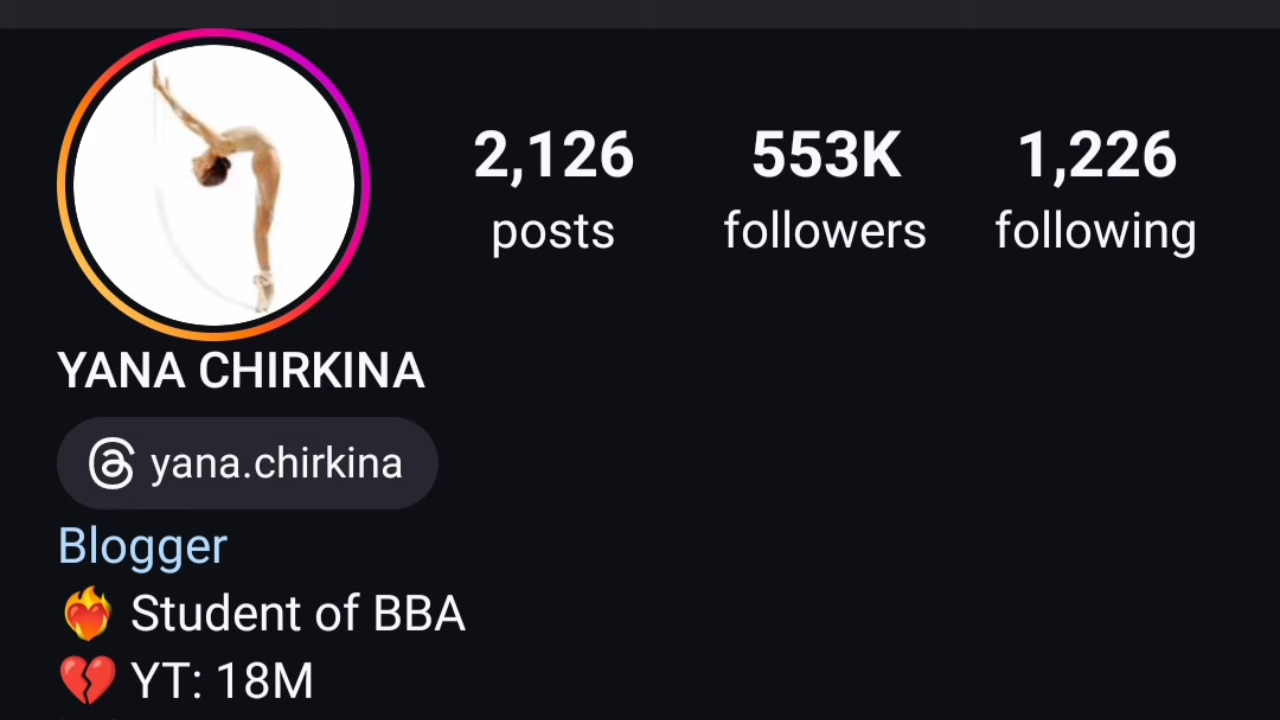 2,126 553K 1,226
posts followers following
YANA CHIRKINA
yana.chirkina
Blogger
❤️‍🔥 Student of BBA
💔 YT: 18M